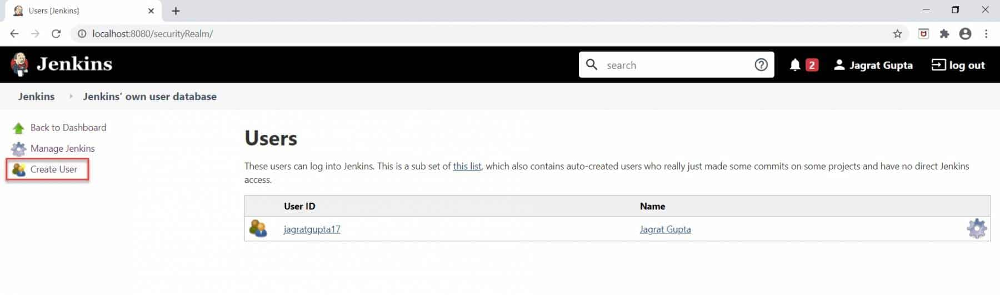 Users [Jenkins]
localhost:8080/securityRealm/
Jenkins
search
2
Jagrat Gupta
log out
Jenkins
Jenkins’ own user database
Back to Dashboard
Manage Jenkins
Create User
Users
These users can log into Jenkins. This is a sub set of this list, which also contains auto-created users who really just made some commits on some projects and have no direct Jenkins
access.
User ID
Name
jagratgupta17
Jagrat Gupta